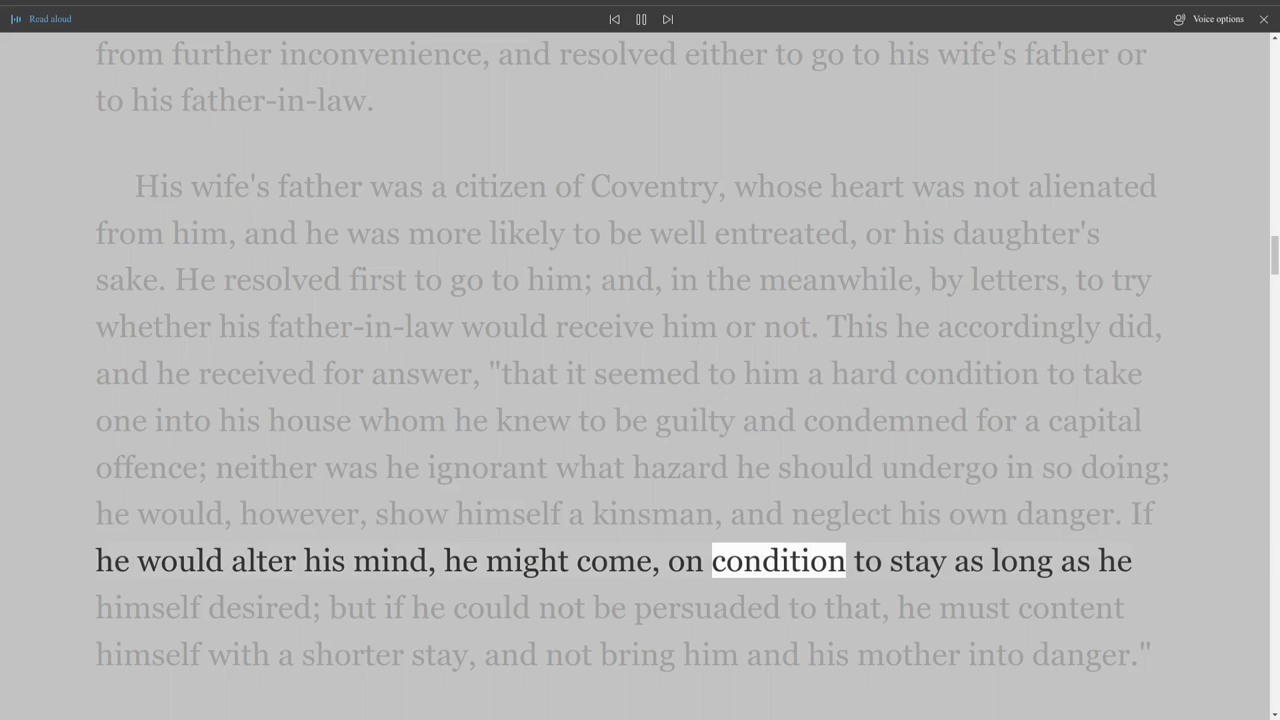 Read aloud
Voice options
from further inconvenience, and resolved either to go to his wife's father or
to his father-in-law.
His wife's father was a citizen of Coventry, whose heart was not alienated
from him, and he was more likely to be well entreated, or his daughter's
sake. He resolved first to go to him; and, in the meanwhile, by letters, to try
whether his father-in-law would receive him or not. This he accordingly did,
and he received for answer, "that it seemed to him a hard condition to take
one into his house whom he knew to be guilty and condemned for a capital
offence; neither was he ignorant what hazard he should undergo in so doing;
he would, however, show himself a kinsman, and neglect his own danger. If
he would alter his mind, he might come, on condition to stay as long as he
himself desired; but if he could not be persuaded to that, he must content
himself with a shorter stay, and not bring him and his mother into danger."